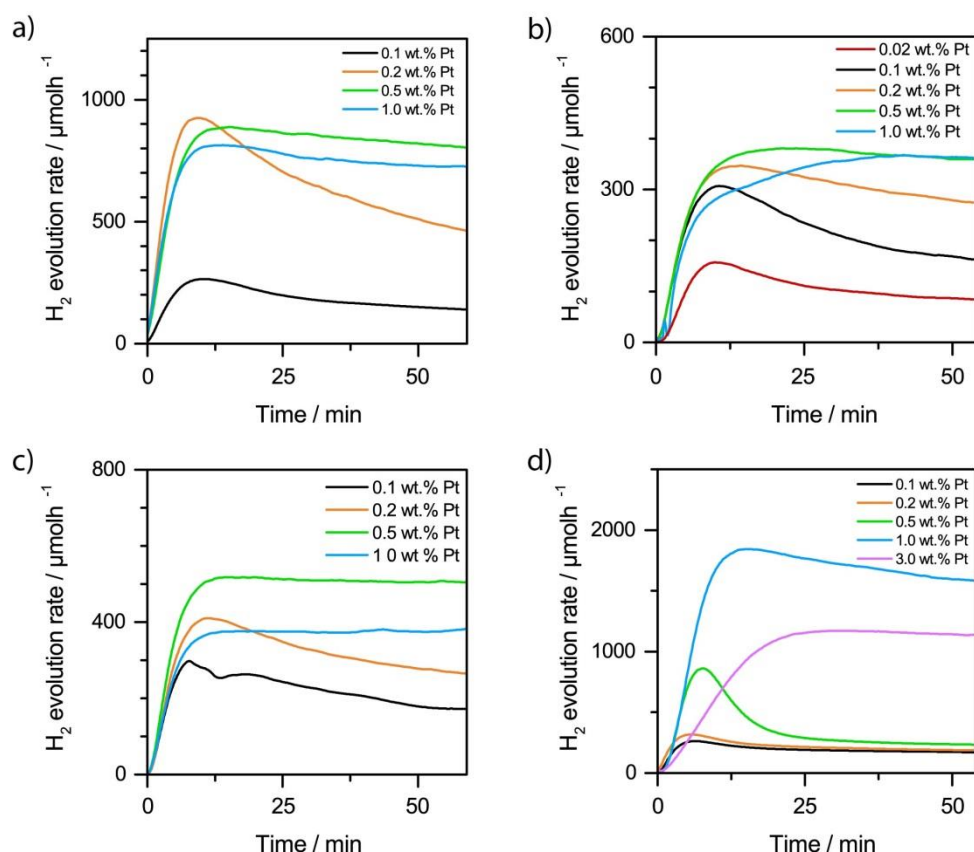 a)
H₂ evolution rate / µmolh⁻¹
1000
500
0
0.1 wt.% Pt
0.2 wt.% Pt
0.5 wt.% Pt
1.0 wt.% Pt
0 25 50
Time / min
b)
H₂ evolution rate / µmolh⁻¹
600
300
0
0.02 wt.% Pt
0.1 wt.% Pt
0.2 wt.% Pt
0.5 wt.% Pt
1.0 wt.% Pt
0 25 50
Time / min
c)
H₂ evolution rate / µmolh⁻¹
800
400
0
0.1 wt.% Pt
0.2 wt.% Pt
0.5 wt.% Pt
1 0 wt % Pt
0 25 50
Time / min
d)
H₂ evolution rate / µmolh⁻¹
2000
1000
0
0.1 wt.% Pt
0.2 wt.% Pt
0.5 wt.% Pt
1.0 wt.% Pt
3.0 wt.% Pt
0 25 50
Time / min